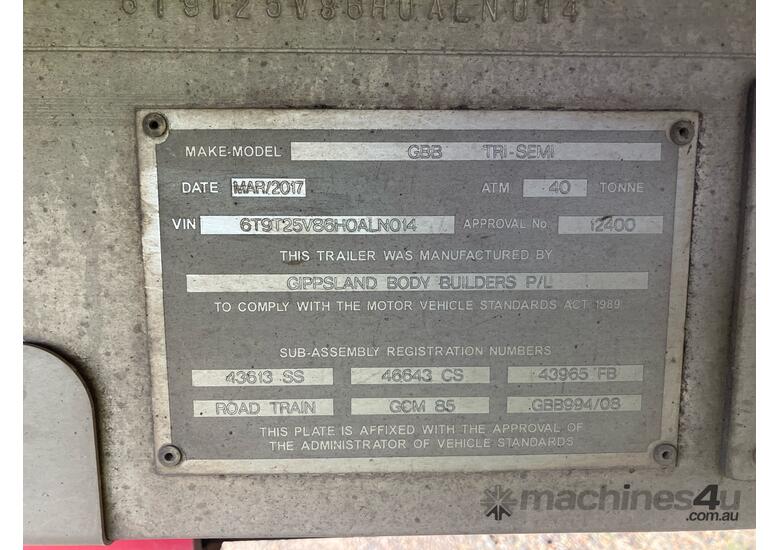 6T9T25V86H0ALN014
MAKE-MODEL GBB TRI-SEMI
DATE MAR/2017 ATM 40 TONNE
VIN 6T9T25V86H0ALN014 APPROVAL No. 12400
THIS TRAILER WAS MANUFACTURED BY
GIPPSLAND BODY BUILDERS P/L
TO COMPLY WITH THE MOTOR VEHICLE STANDARDS ACT 1989
SUB-ASSEMBLY REGISTRATION NUMBERS
43613 SS 46643 CS 43965 FB
ROAD TRAIN GCM 85 GBB994/08
THIS PLATE IS AFFIXED WITH THE APPROVAL OF
THE ADMINISTRATOR OF VEHICLE STANDARDS
machines4u
.com.au